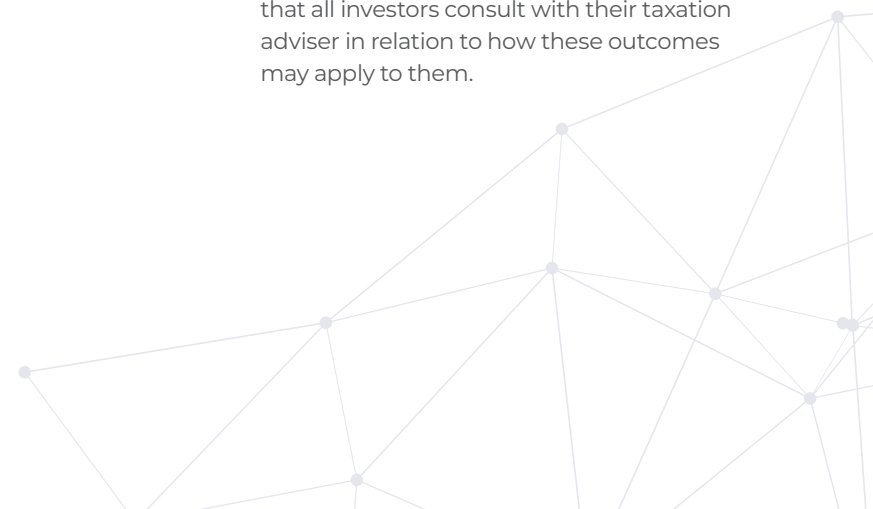 that all investors consult with their taxation
adviser in relation to how these outcomes
may apply to them.